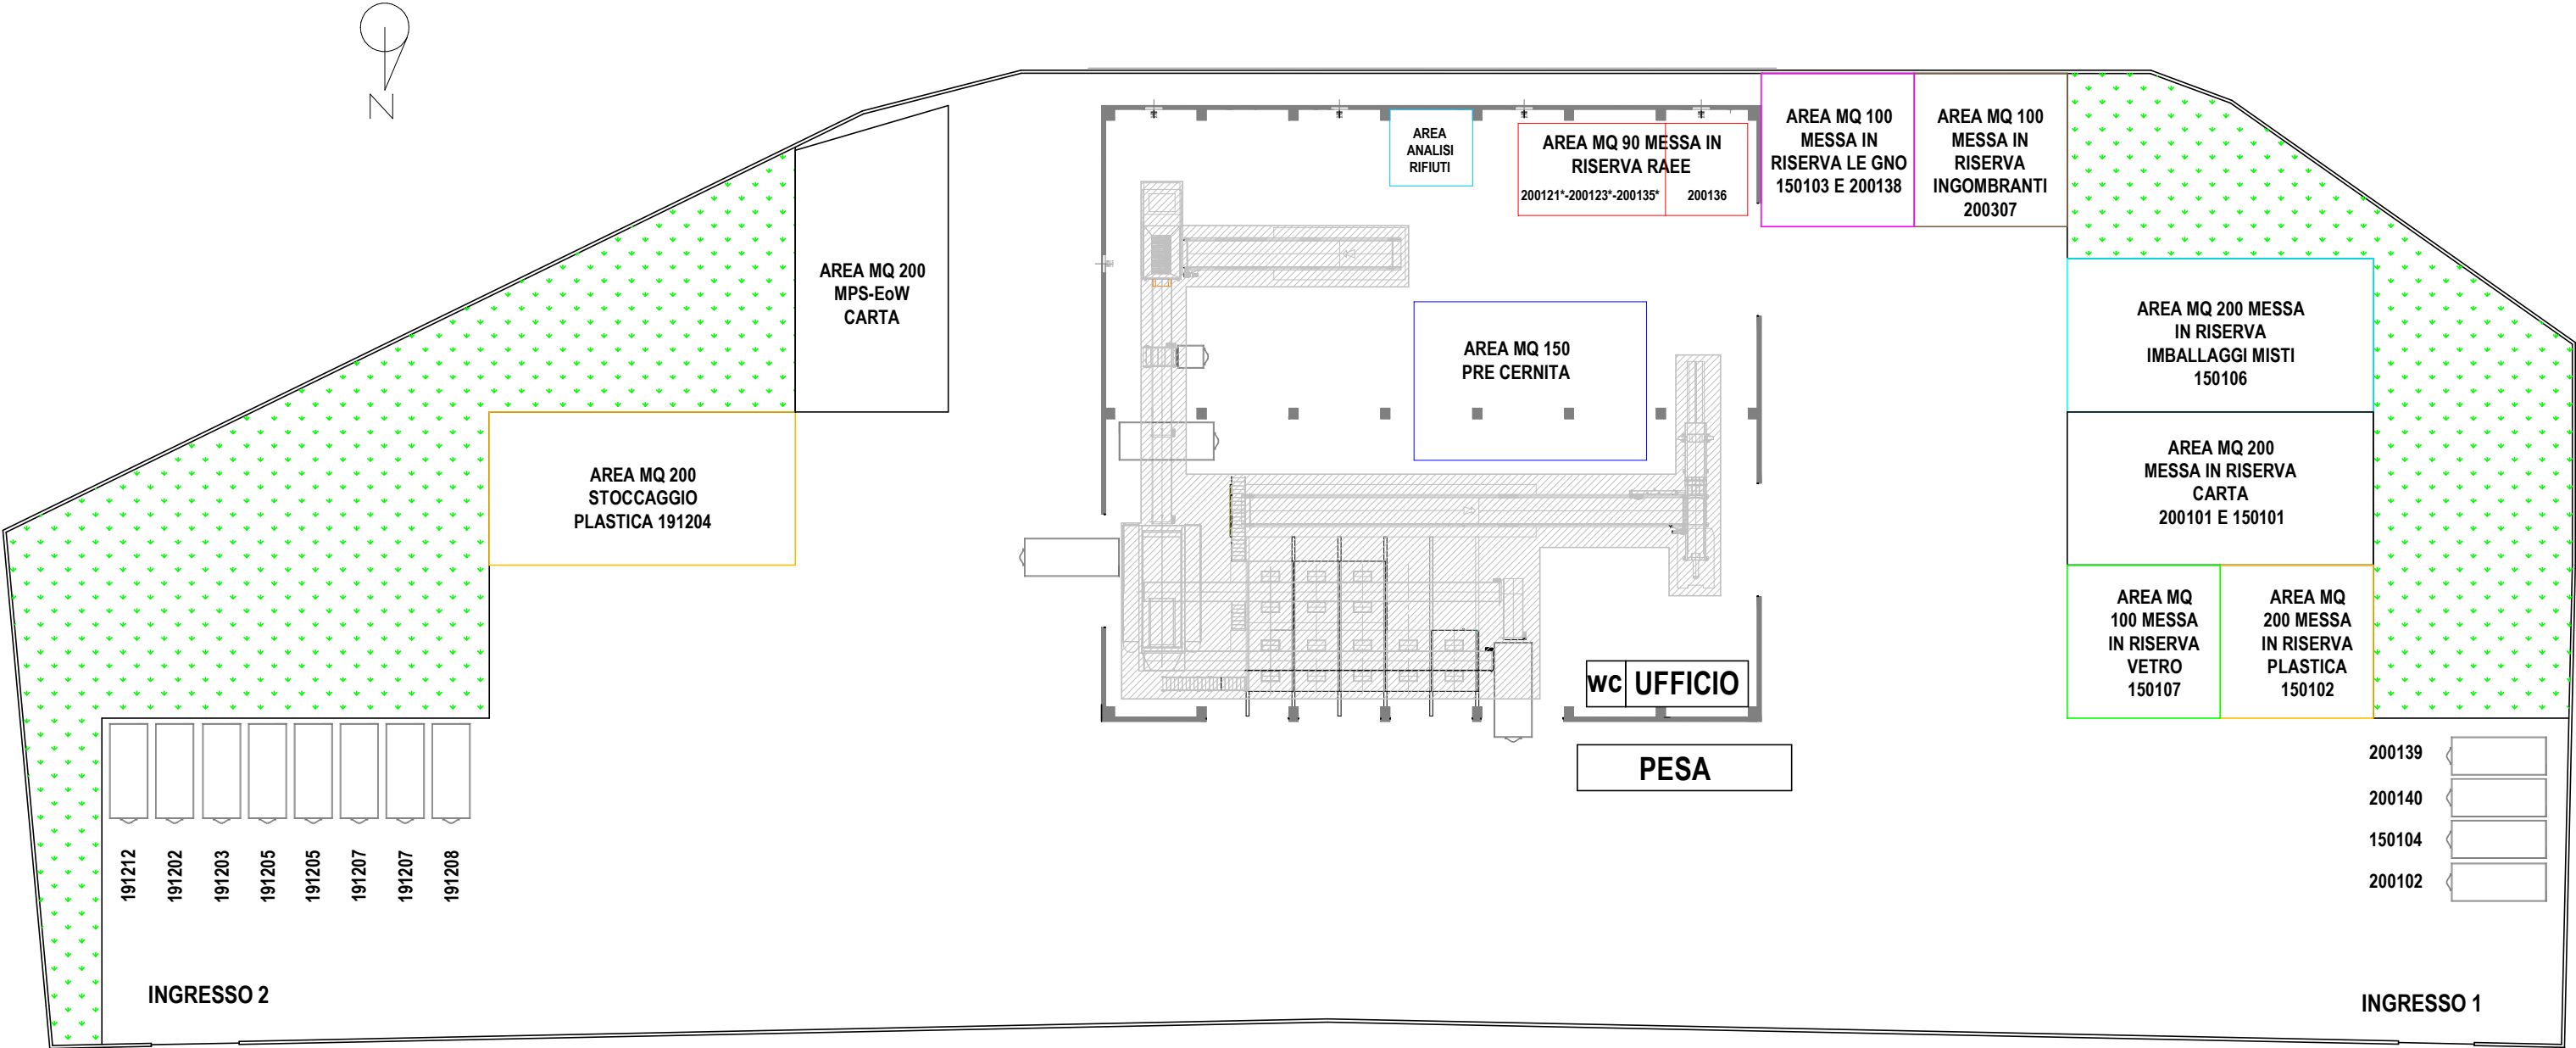 N
AREA MQ 200
MPS-EoW
CARTA
AREA MQ 200
STOCCAGGIO
PLASTICA 191204
191212
191202
191203
191205
191205
191207
191207
191208
INGRESSO 2
AREA
ANALISI
RIFIUTI
AREA MQ 90 MESSA IN
RISERVA RAEE
200121*-200123*-200135*
200136
AREA MQ 150
PRE CERNITA
WC
UFFICIO
PESA
AREA MQ 100
MESSA IN
RISERVA LE GNO
150103 E 200138
AREA MQ 100
MESSA IN
RISERVA
INGOMBRANTI
200307
AREA MQ 200 MESSA
IN RISERVA
IMBALLAGGI MISTI
150106
AREA MQ 200
MESSA IN RISERVA
CARTA
200101 E 150101
AREA MQ
100 MESSA
IN RISERVA
VETRO
150107
AREA MQ
200 MESSA
IN RISERVA
PLASTICA
150102
200139
200140
150104
200102
INGRESSO 1